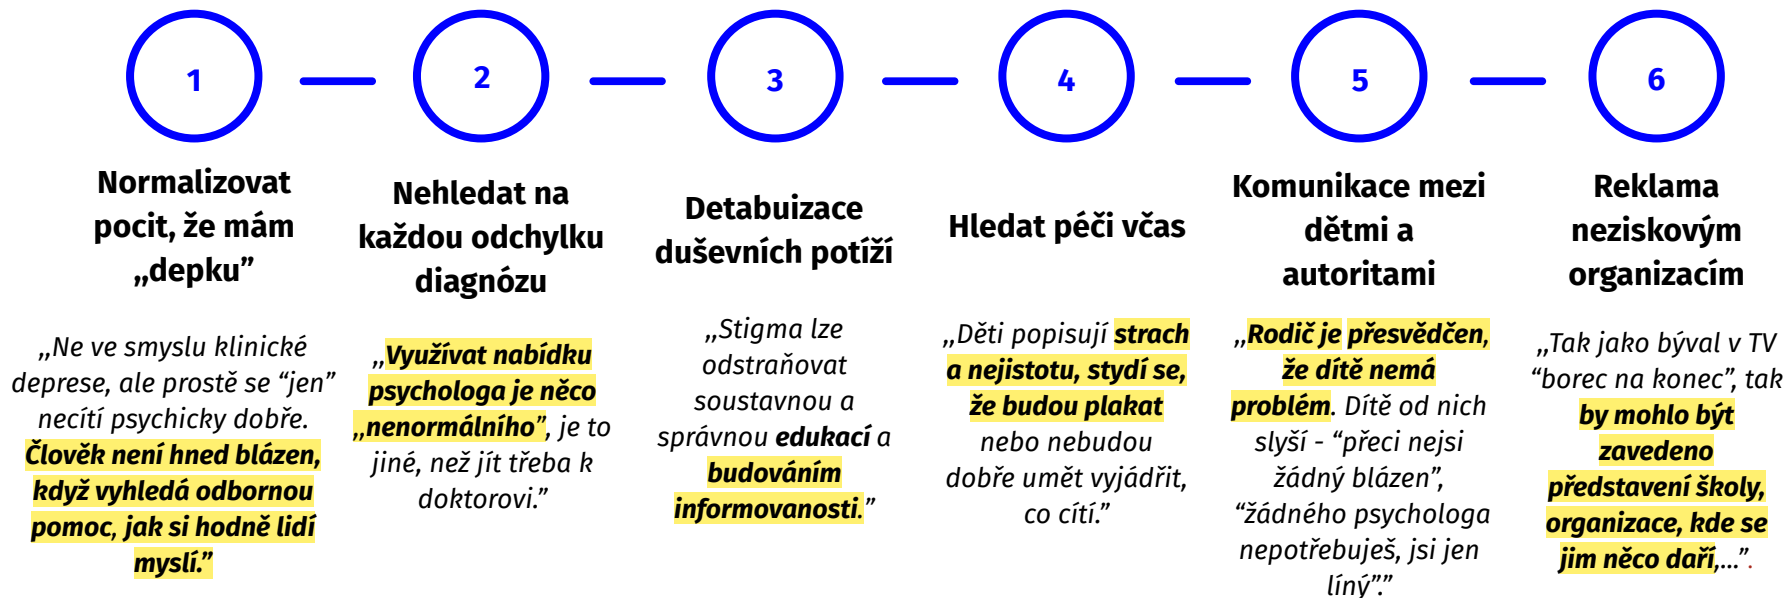 1
Normalizovat
pocit, že mám
„depku”
„Ne ve smyslu klinické
deprese, ale prostě se “jen”
necítí psychicky dobře.
Člověk není hned blázen,
když vyhledá odbornou
pomoc, jak si hodně lidí
myslí.”
2
Nehledat na
každou odchylku
diagnózu
„Využívat nabídku
psychologa je něco
„nenormálního”, je to
jiné, než jít třeba k
doktorovi.”
3
Detabuizace
duševních potíží
„Stigma lze
odstraňovat
soustavnou a
správnou edukací a
budováním
informovanosti.”
4
Hledat péči včas
„Děti popisují strach
a nejistotu, stydí se,
že budou plakat
nebo nebudou
dobře umět vyjádřit,
co cítí.”
5
Komunikace mezi
dětmi a
autoritami
„Rodič je přesvědčen,
že dítě nemá
problém. Dítě od nich
slyší - “přeci nejsi
žádný blázen”,
“žádného psychologa
nepotřebuješ, jsi jen
líný””
6
Reklama
neziskovým
organizacím
„Tak jako býval v TV
“borec na konec”, tak
by mohlo být
zavedeno
představení školy,
organizace, kde se
jim něco daří,...”.